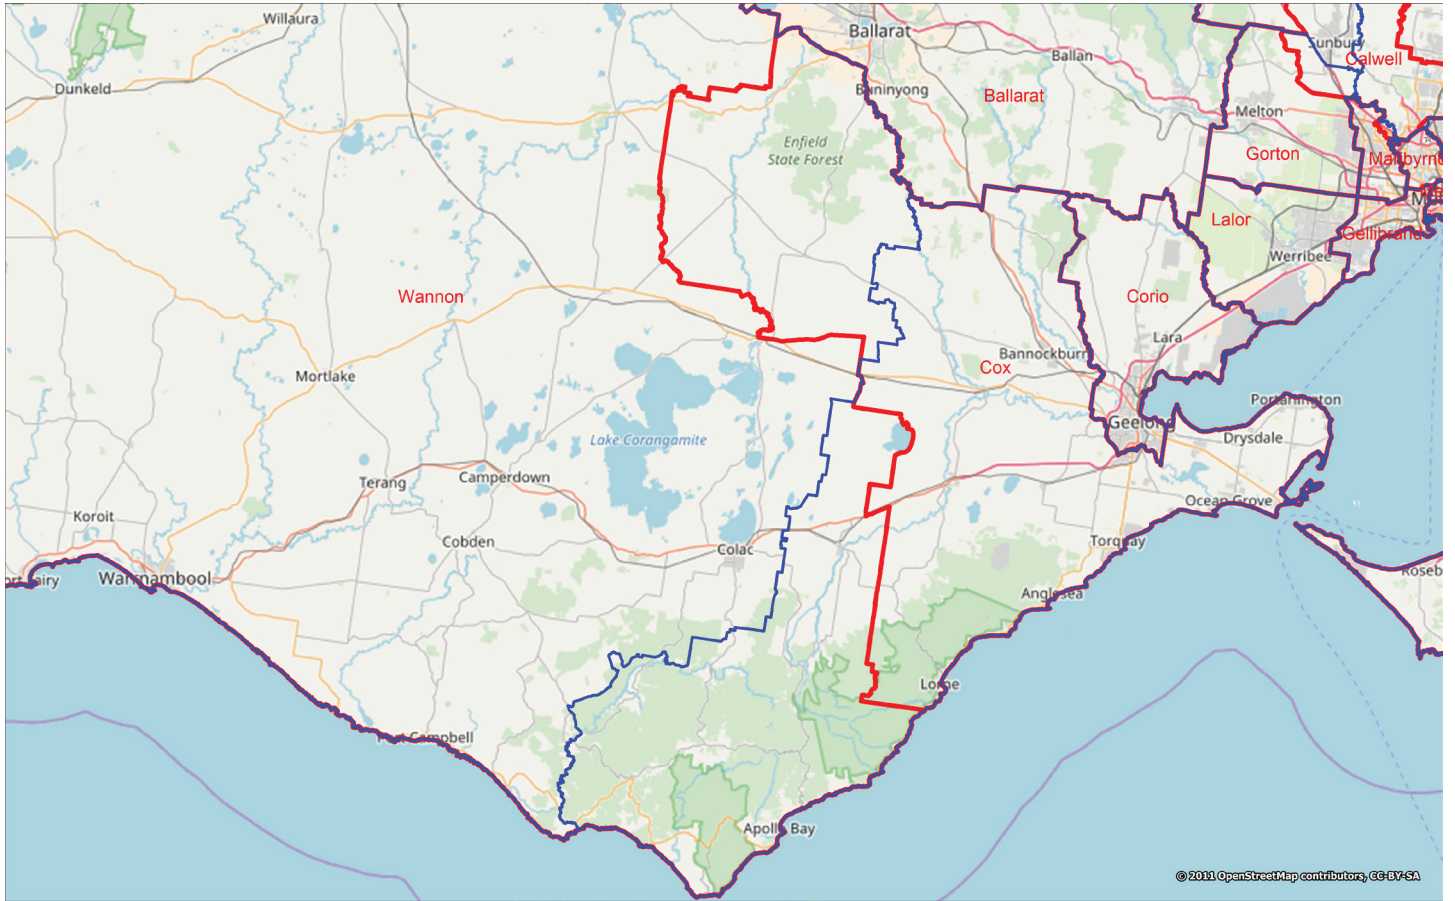 Willaura
Ballarat
Sunbury
Ballan
Calwell
Dunkeld
Buninyong
Ballarat
Melton
Enfield
State Forest
Gorton
Lalor
Gellibrand
Werribee
Wannon
Corio
Lara
Bannockburn
Cox
Mortlake
Portarlington
Geelong
Lake Corangamite
Drysdale
Camperdown
Terang
Ocean Grove
Koroit
Cobden
Torquay
Colac
Warrnambool
Anglesea
Lorne
Port Campbell
Apollo Bay
© 2011 OpenStreetMap contributors, CC-BY-SA